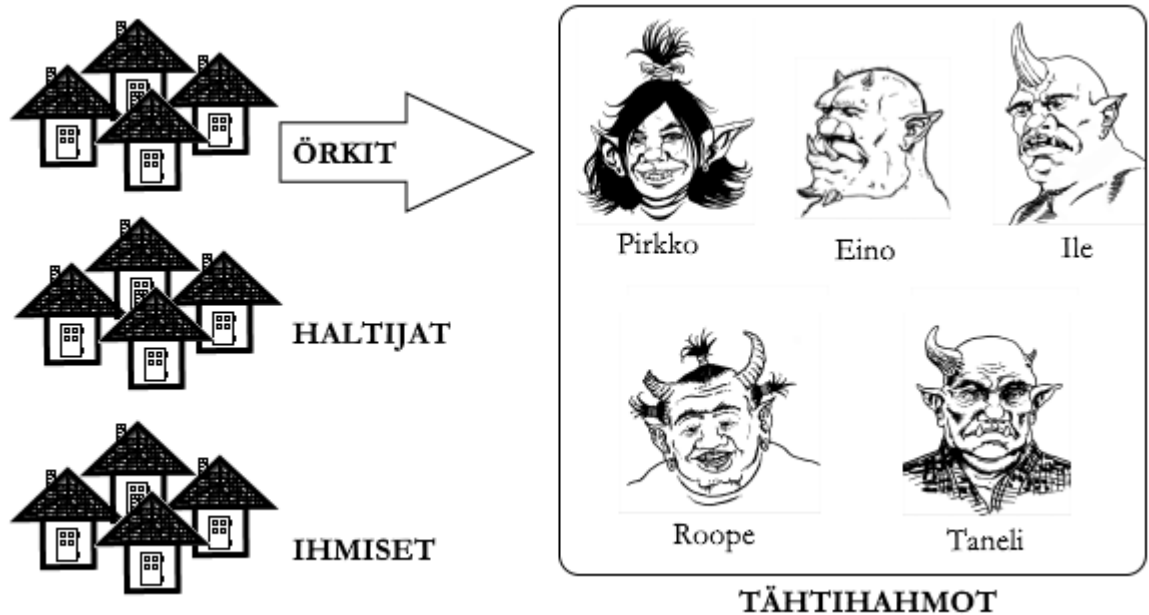 ÖRKIT
HALTIJAT
IHMISET
Pirkko
Eino
Ile
Roope
Taneli
TÄHTIHAHMOT